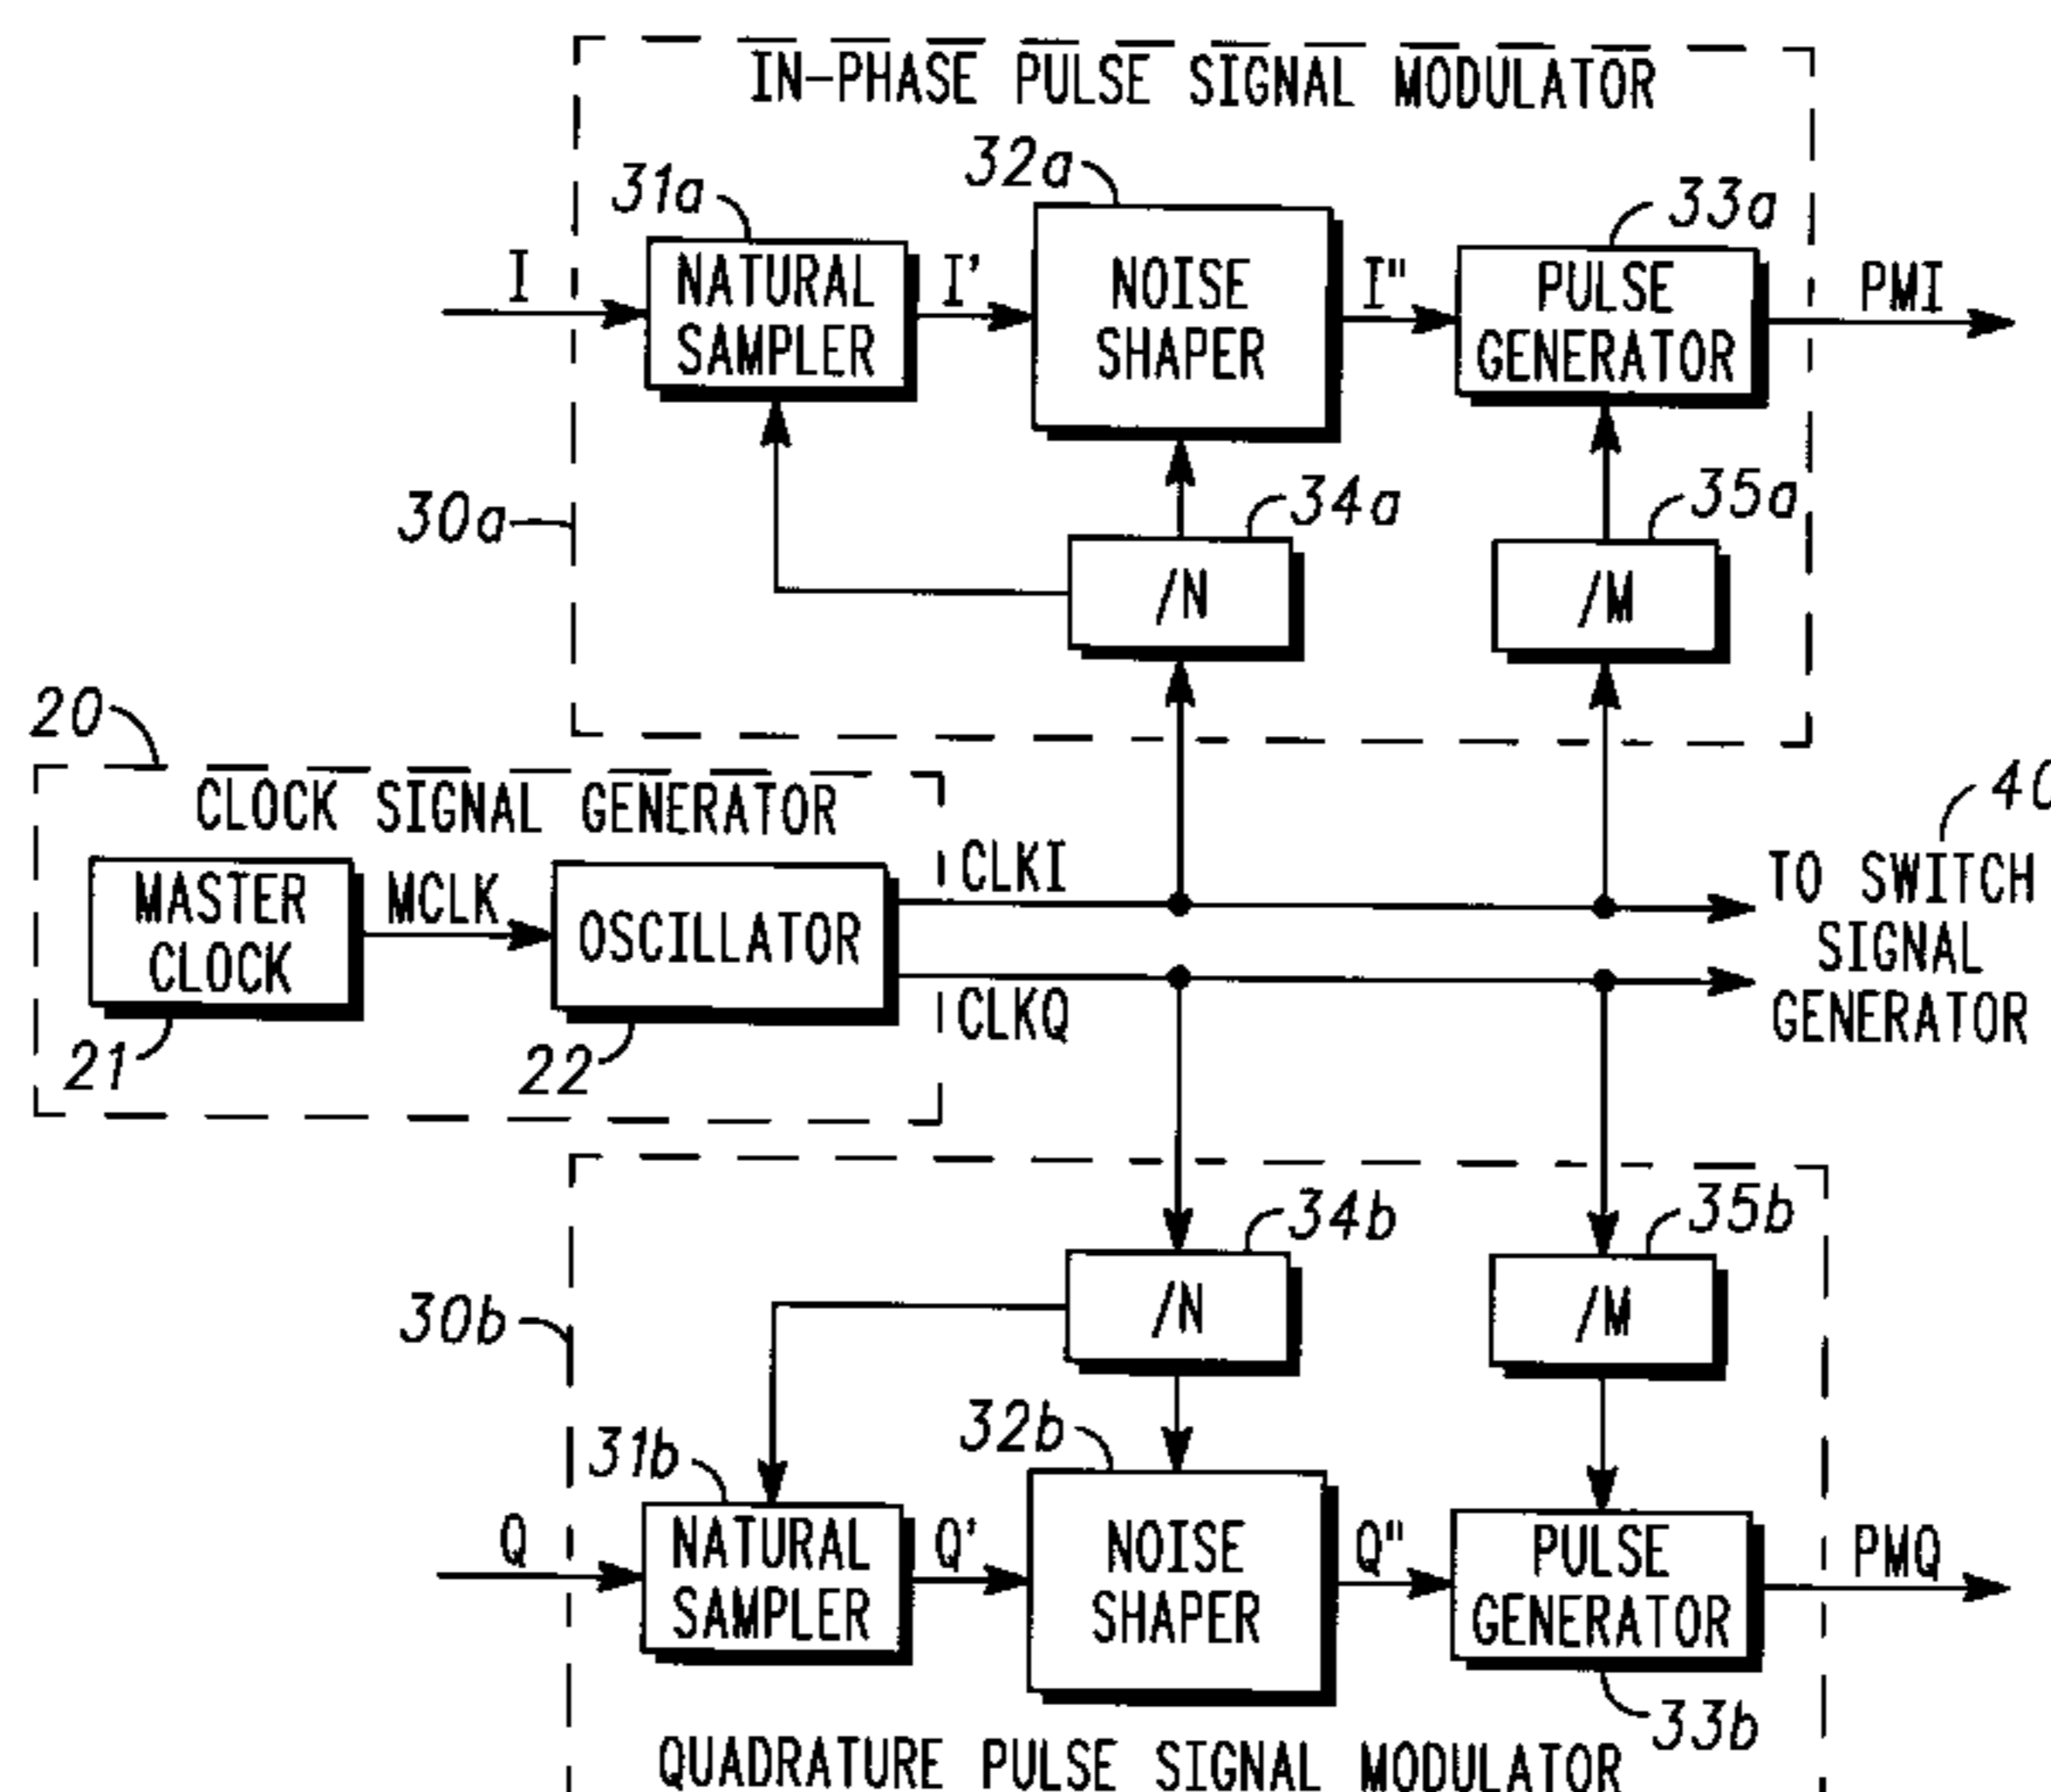 IN-PHASE PULSE SIGNAL MODULATOR
32a
31a
33a
I
NATURAL
SAMPLER
I'
NOISE
SHAPER
I"
PULSE
GENERATOR
PMI
30a
34a
35a
/N
/M
20
CLOCK SIGNAL GENERATOR
40
MASTER
CLOCK
MCLK
OSCILLATOR
CLKI
CLKQ
TO SWITCH
SIGNAL
GENERATOR
21
22
34b
35b
/N
/M
30b
31b
32b
Q
NATURAL
SAMPLER
Q'
NOISE
SHAPER
Q"
PULSE
GENERATOR
PMQ
33b
QUADRATURE PULSE SIGNAL MODULATOR